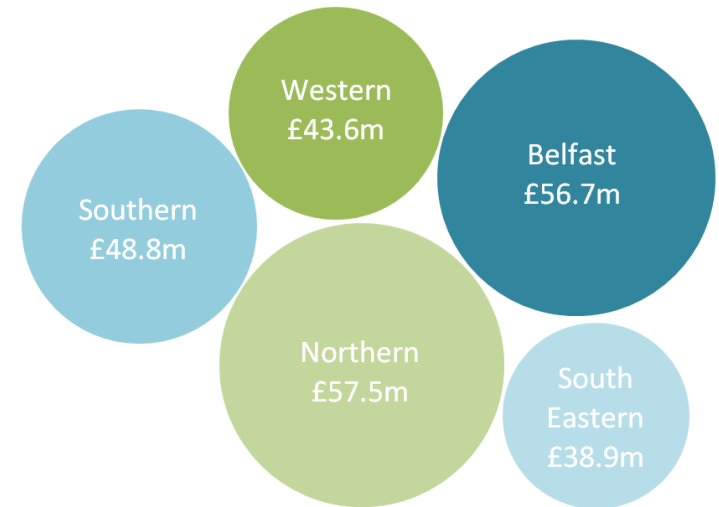 Western
£43.6m
Belfast
£56.7m
Southern
£48.8m
Northern
£57.5m
South
Eastern
£38.9m